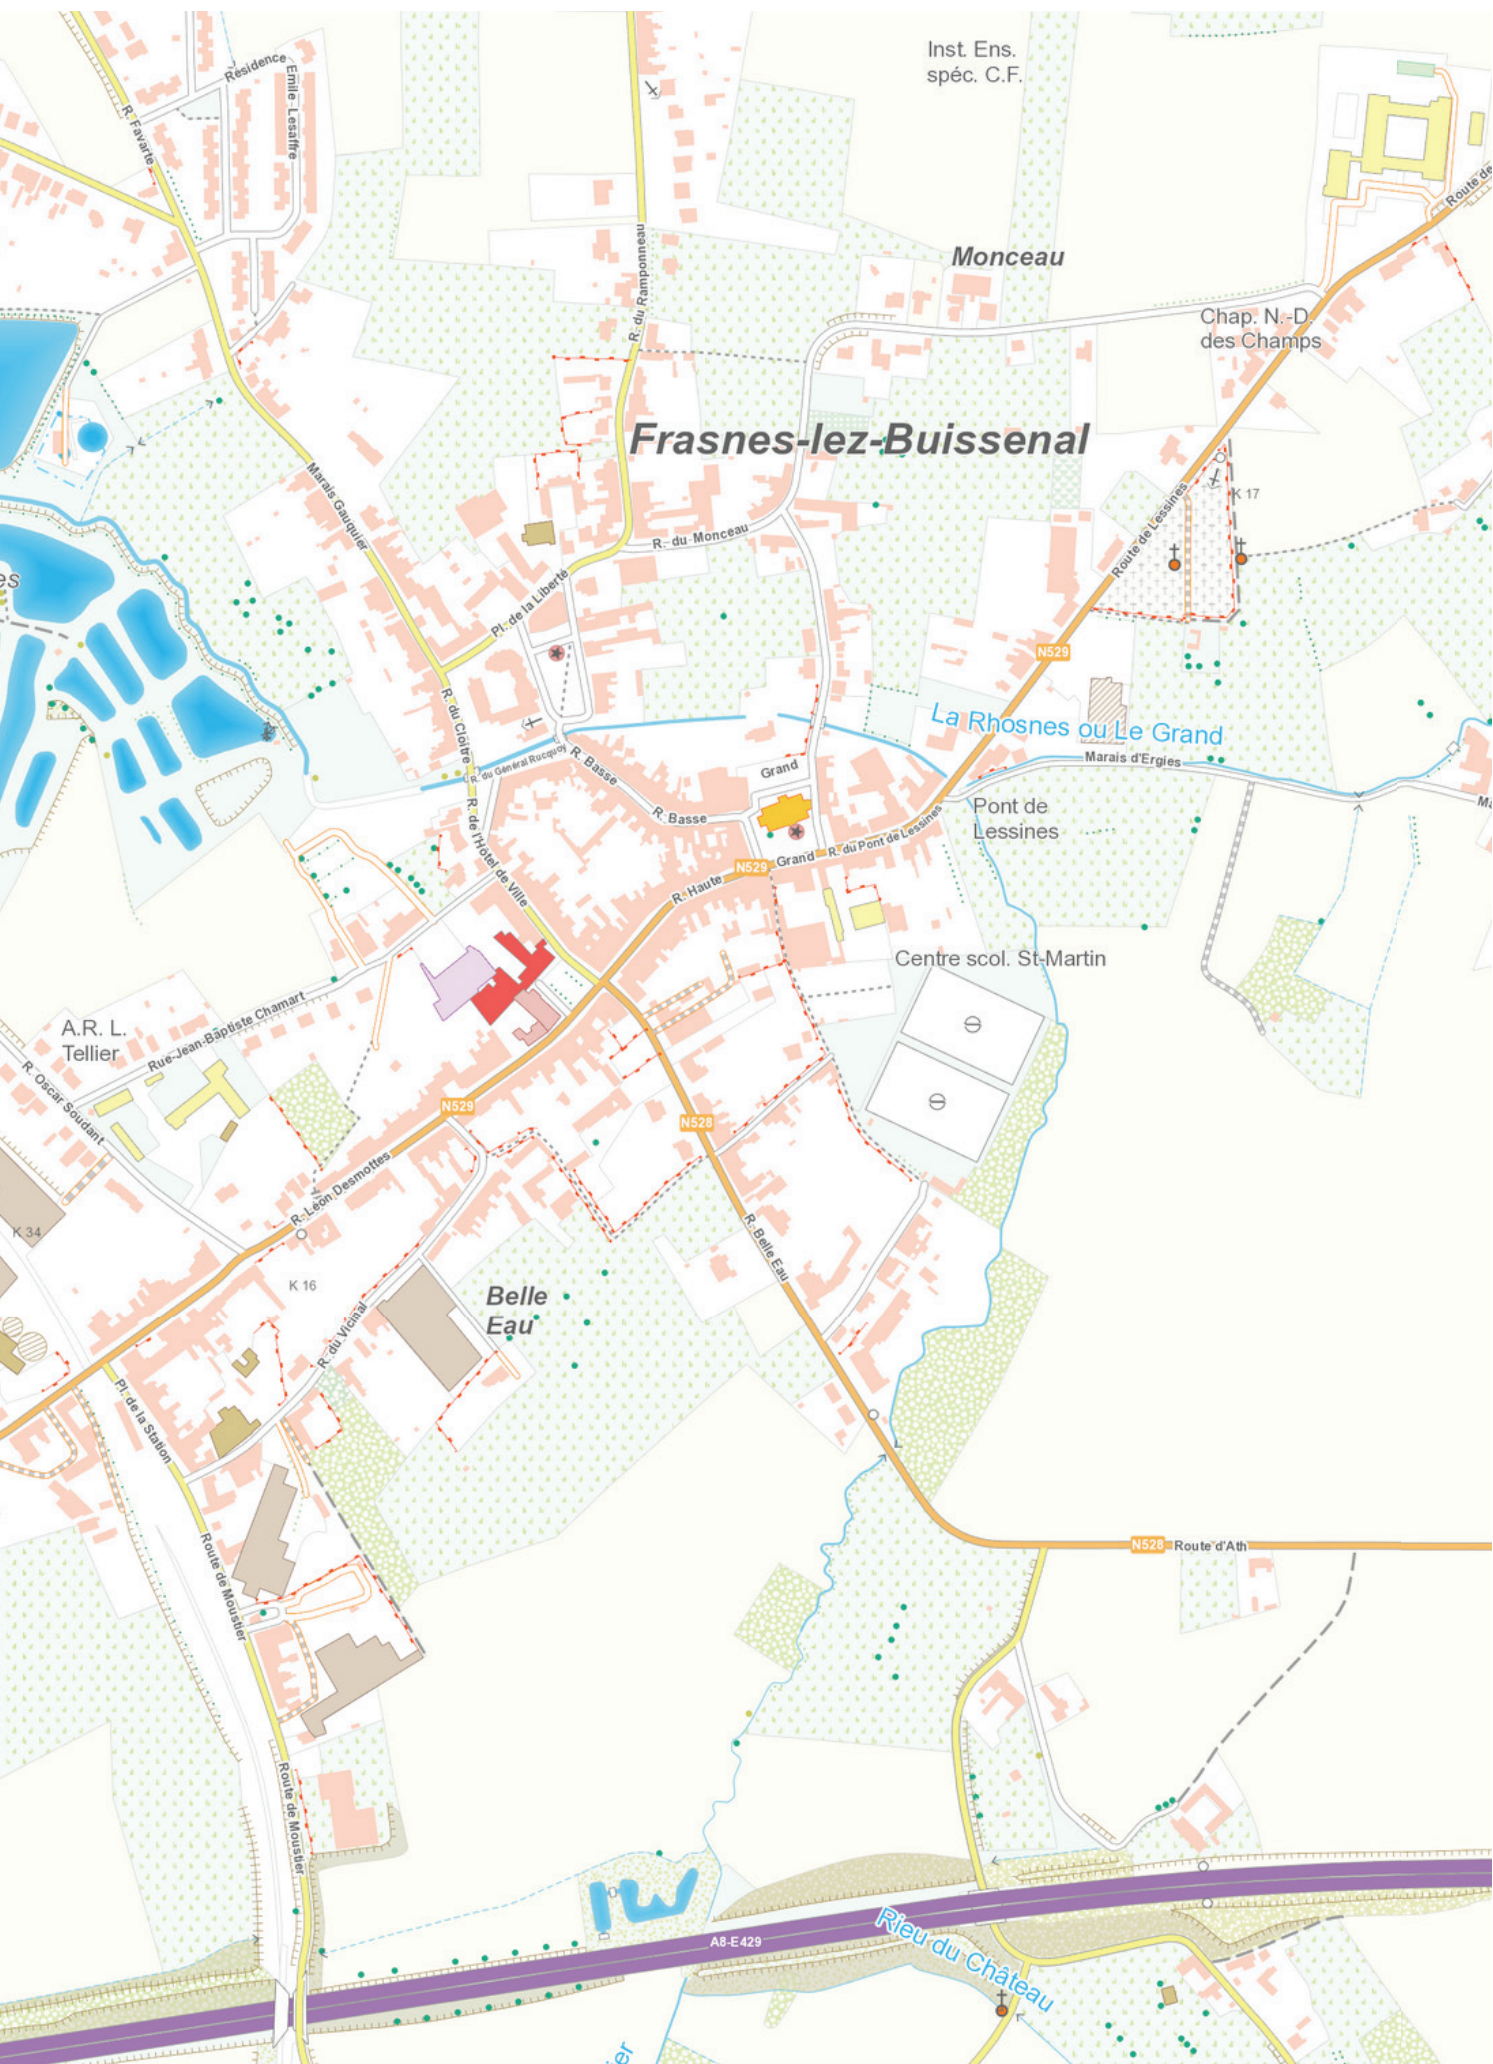 Inst. Ens.
spéc. C.F.
Résidence
Emile-Lesaffre
R. Favarte
Route de
R. du Ramponneau
Monceau
Chap. N.-D.
des Champs
Frasnes-lez-Buissenal
Marais Gauquier
K 17
R. du Monceau
Route de Lessines
Pl. de la Liberté
es
N529
R. du Cloître
La Rhosnes ou Le Grand
R. du Général Rucquoy
R. Basse
Grand
Marais d'Ergies
R. Basse
Pont de
Lessines
R. de l'Hôtel de Ville
R. du Pont de Lessines
Grand
N529
R. Haute
Centre scol. St-Martin
A.R. L.
Tellier
Rue-Jean-Baptiste Chamart
R. Oscar Soudant
N529
N528
R. Léon Desmottes
K 34
R. Belle Eau
K 16
Belle
Eau
R. du Vicinal
Pl. de la Station
N528
Route d'Ath
Route de Moustier
Route de Moustier
A8-E429
Rieu du Château
er